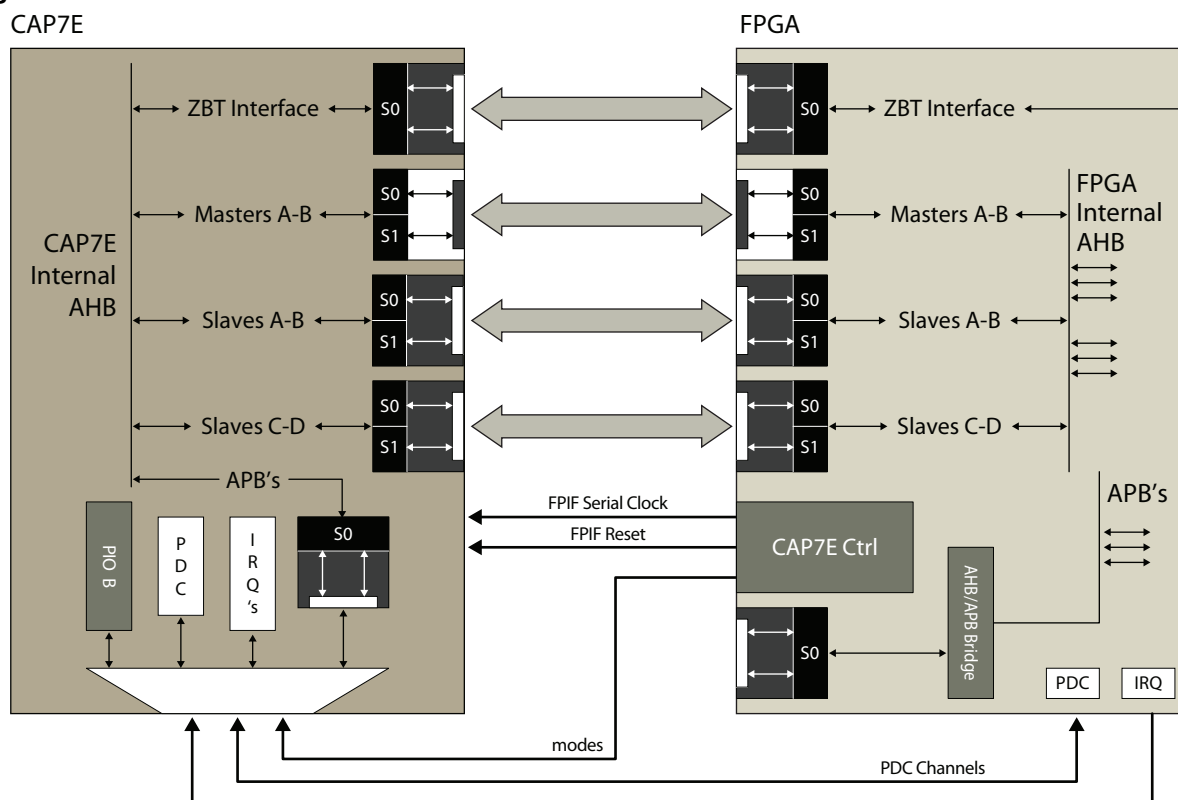 CAP7E
FPGA
ZBT Interface
S0
S0
ZBT Interface
Masters A-B
S0
S1
S0
S1
Masters A-B
FPGA
Internal
AHB
CAP7E
Internal
AHB
Slaves A-B
S0
S1
S0
S1
Slaves A-B
Slaves C-D
S0
S1
S0
S1
Slaves C-D
APB's
APB's
FPIF Serial Clock
FPIF Reset
CAP7E Ctrl
PIO B
P
D
C
I
R
Q
's
S0
S0
AHB/APB Bridge
PDC
IRQ
modes
PDC Channels